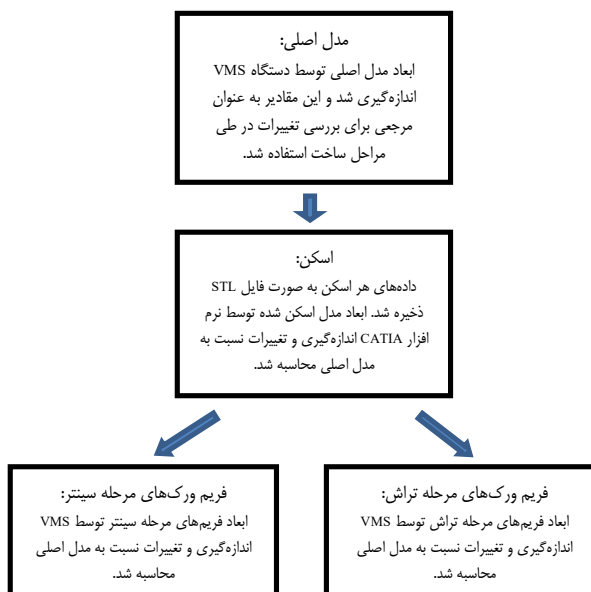 مدل اصلی:
ابعاد مدل اصلی توسط دستگاه VMS
اندازه‌گیری شد و این مقادیر به عنوان
مرجعی برای بررسی تغییرات در طی
مراحل ساخت استفاده شد.
اسکن:
داده‌های هر اسکن به صورت فایل STL
ذخیره شد. ابعاد مدل اسکن شده توسط نرم
افزار CATIA اندازه‌گیری و تغییرات نسبت به
مدل اصلی محاسبه شد.
فریم ورک‌های مرحله تراش:
ابعاد فریم‌های مرحله تراش توسط VMS
اندازه‌گیری و تغییرات نسبت به مدل اصلی
محاسبه شد.
فریم ورک‌های مرحله سینتر:
ابعاد فریم‌های مرحله سینتر توسط VMS
اندازه‌گیری و تغییرات نسبت به مدل اصلی
محاسبه شد.